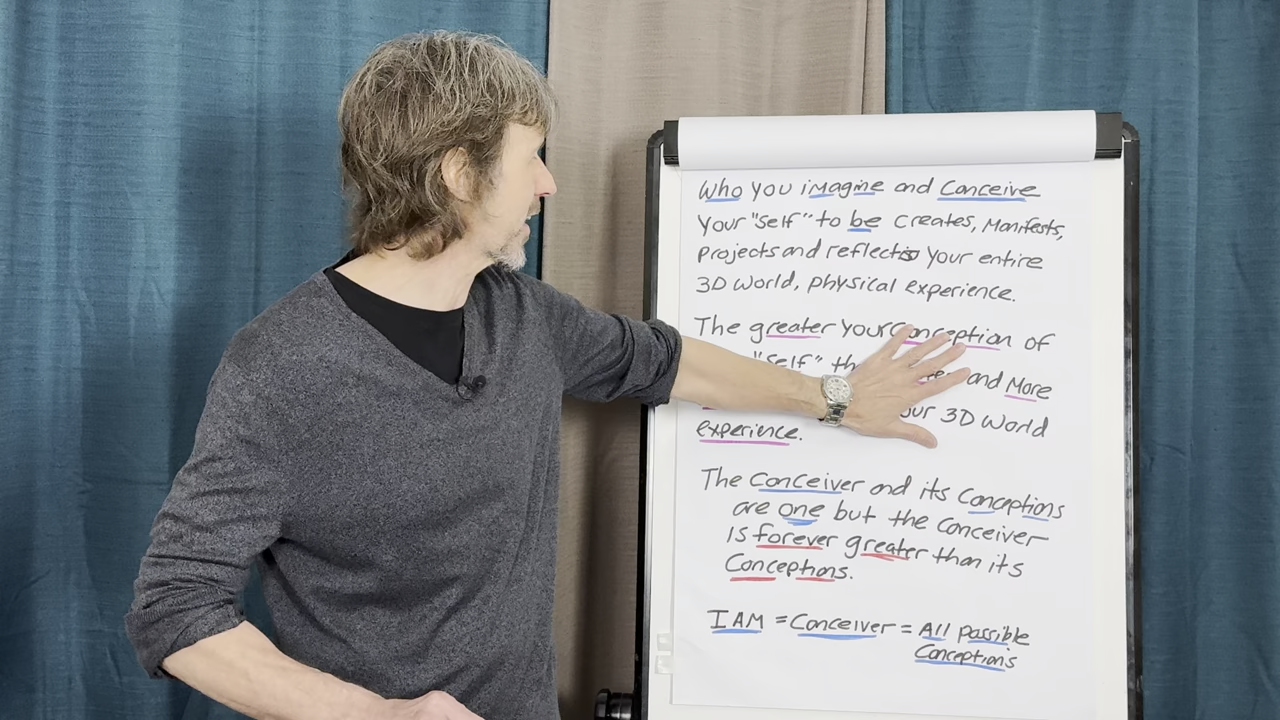 Who you imagine and Conceive
your "self" to be creates, Manifests,
projects and reflects your entire
3D world, physical experience.
The greater your Conception of
"self" and More
our 3D world
experience.
The Conceiver and its Conceptions
are one but the conceiver
is forever greater than its
Conceptions.
I AM = Conceiver = All possible
Conceptions